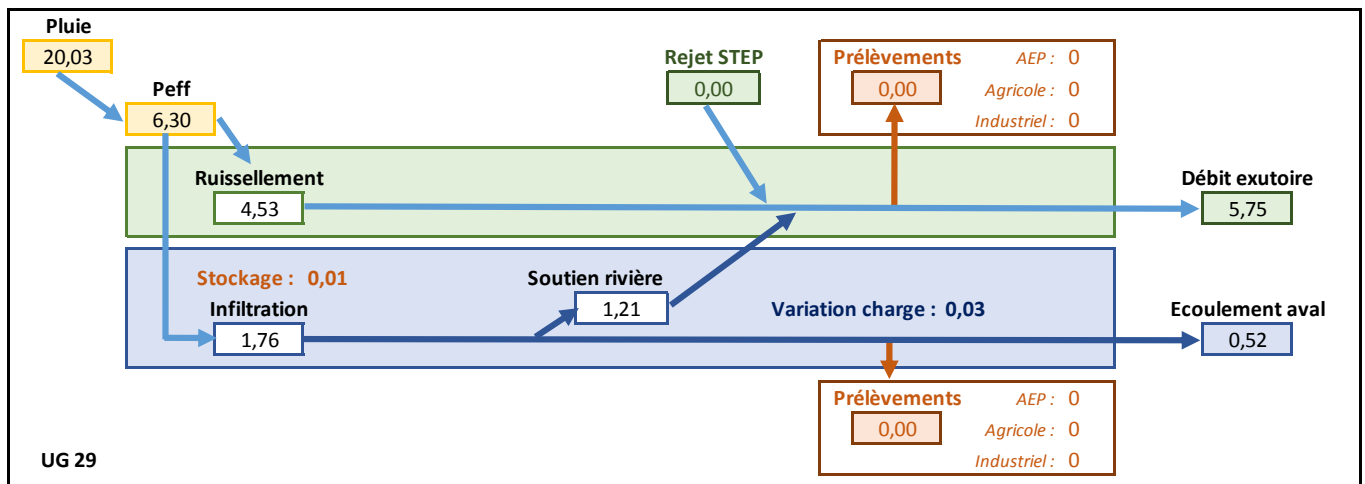 Pluie
20,03
Peff
6,30
Rejet STEP
0,00
Prélèvements
0,00
AEP : 0
Agricole : 0
Industriel : 0
Ruissellement
4,53
Débit exutoire
5,75
Stockage : 0,01
Infiltration
1,76
Soutien rivière
1,21
Variation charge : 0,03
Ecoulement aval
0,52
Prélèvements
0,00
AEP : 0
Agricole : 0
Industriel : 0
UG 29